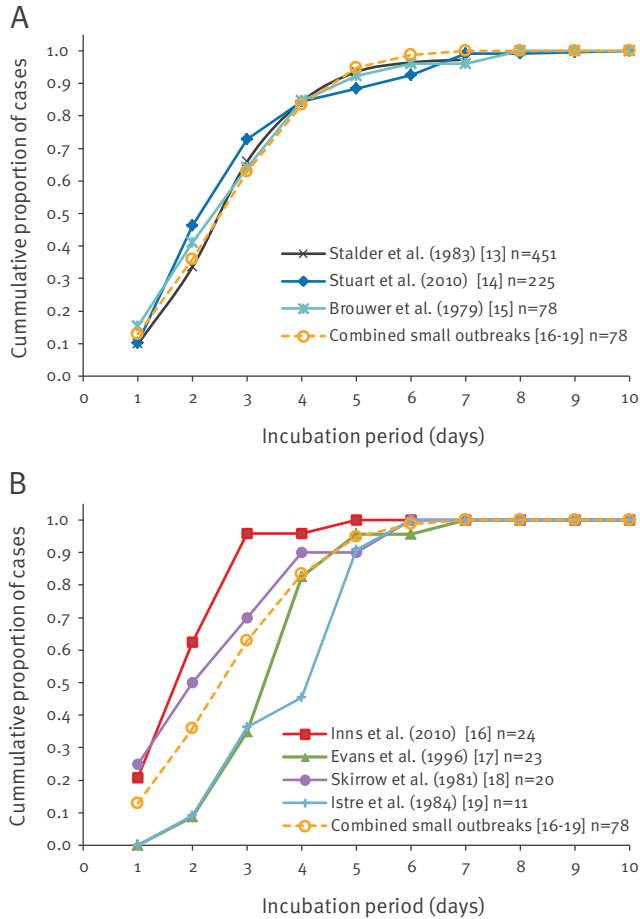 A
Cummulative proportion of cases
1.0
0.9
0.8
0.7
0.6
0.5
0.4
0.3
0.2
0.1
0.0
Stalder et al. (1983) [13] n=451
Stuart et al. (2010) [14] n=225
Brouwer et al. (1979) [15] n=78
Combined small outbreaks [16-19] n=78
0 1 2 3 4 5 6 7 8 9 10
Incubation period (days)
B
Cummulative proportion of cases
1.0
0.9
0.8
0.7
0.6
0.5
0.4
0.3
0.2
0.1
0.0
Inns et al. (2010) [16] n=24
Evans et al. (1996) [17] n=23
Skirrow et al. (1981) [18] n=20
Istre et al. (1984) [19] n=11
Combined small outbreaks [16-19] n=78
0 1 2 3 4 5 6 7 8 9 10
Incubation period (days)